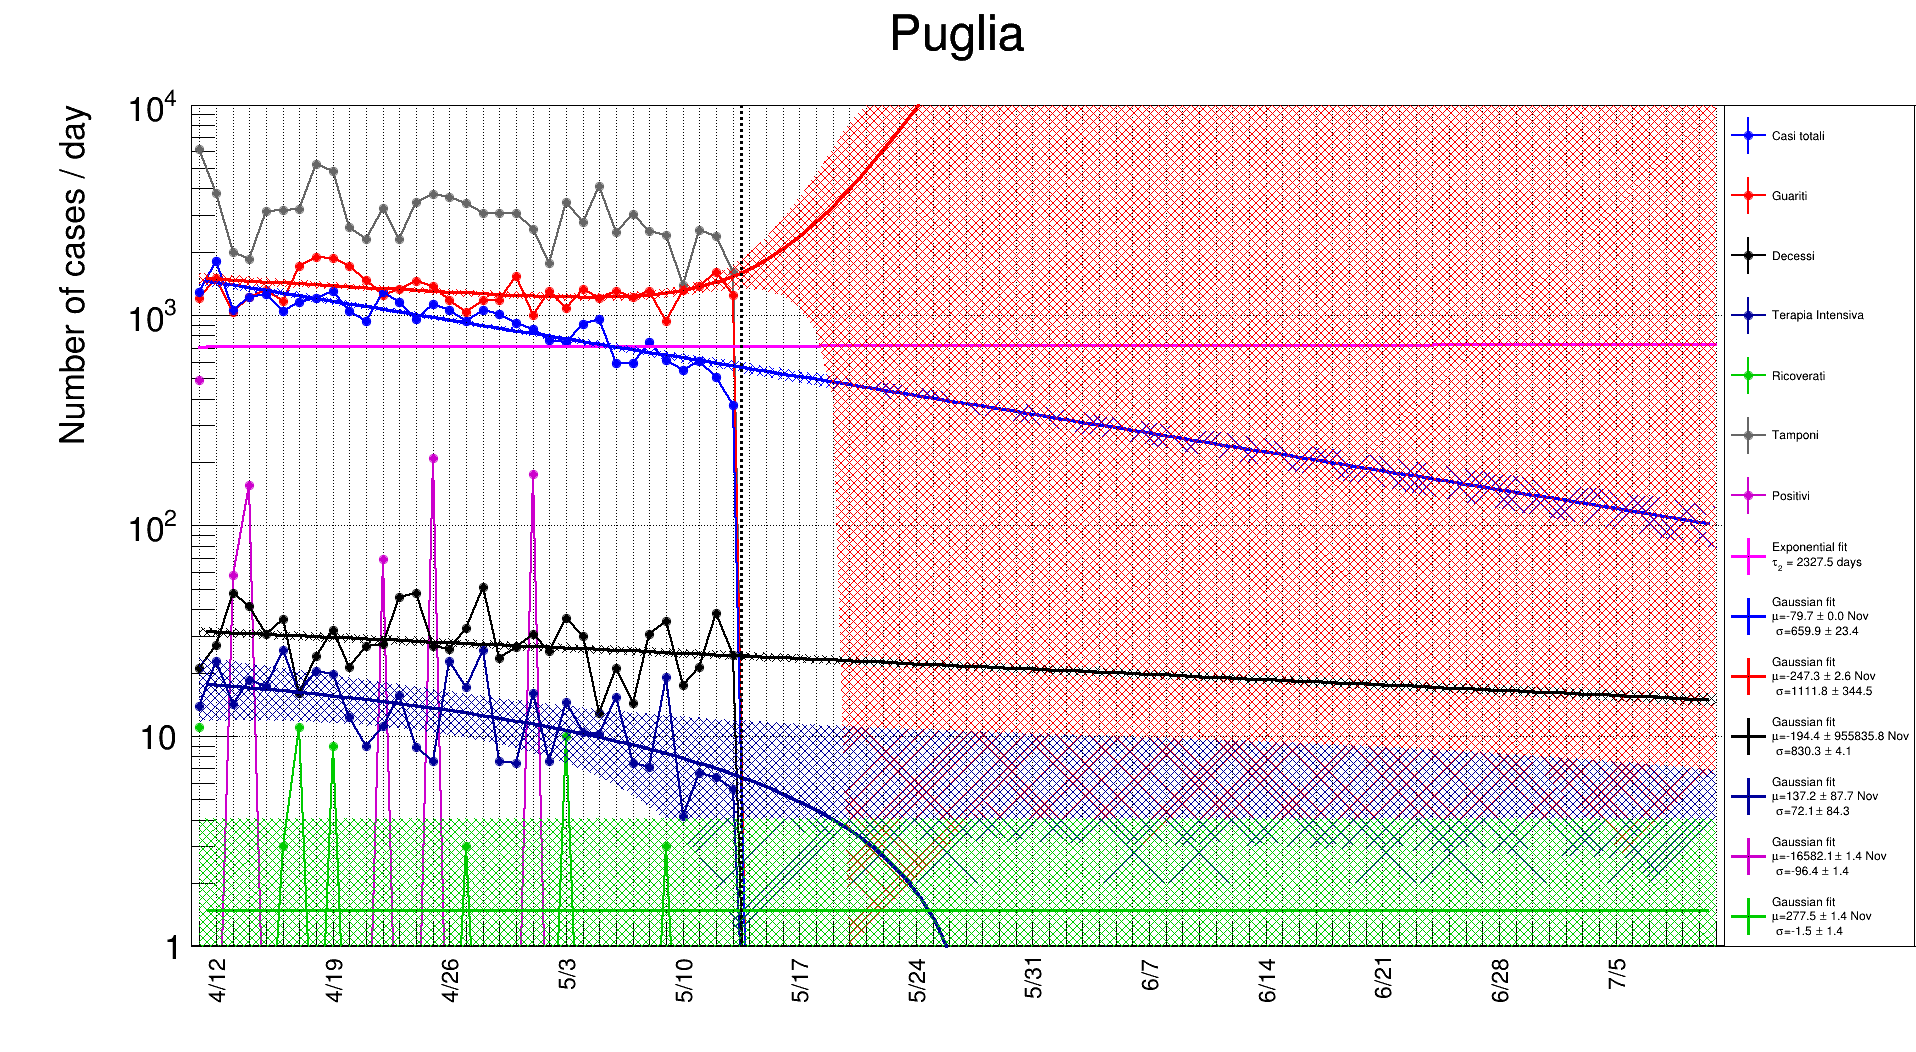 Puglia
Number of cases / day
10^4
10^3
10^2
10
1
4/12
4/19
4/26
5/3
5/10
5/17
5/24
5/31
6/7
6/14
6/21
6/28
7/5
Casi totali
Guariti
Decessi
Terapia Intensiva
Ricoverati
Tamponi
Positivi
Exponential fit
τ₂ = 2327.5 days
Gaussian fit
μ=-79.7 ± 0.0 Nov
σ=659.9 ± 23.4
Gaussian fit
μ=-247.3 ± 2.6 Nov
σ=1111.8 ± 344.5
Gaussian fit
μ=-194.4 ± 955835.8 Nov
σ=830.3 ± 4.1
Gaussian fit
μ=137.2 ± 87.7 Nov
σ=72.1 ± 84.3
Gaussian fit
μ=-16582.1 ± 1.4 Nov
σ=-96.4 ± 1.4
Gaussian fit
μ=277.5 ± 1.4 Nov
σ=-1.5 ± 1.4